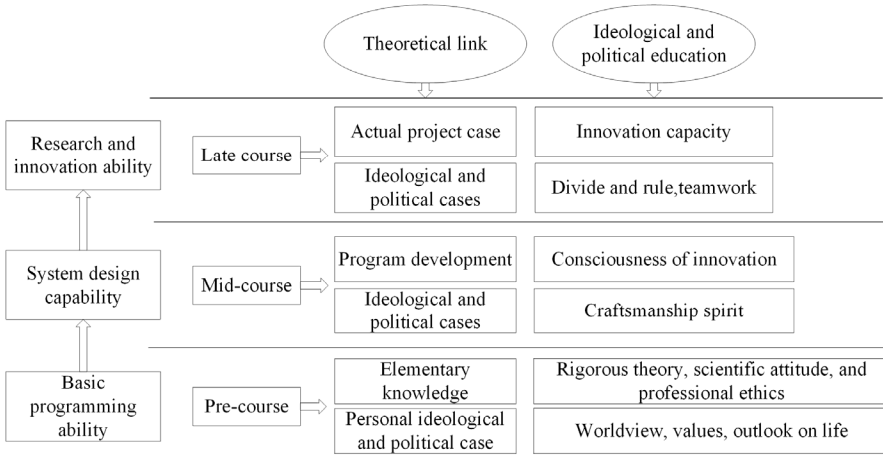 Theoretical link
Ideological and
political education
Research and
innovation ability
Late course
Actual project case
Innovation capacity
Ideological and
political cases
Divide and rule,teamwork
System design
capability
Mid-course
Program development
Consciousness of innovation
Ideological and
political cases
Craftsmanship spirit
Basic
programming
ability
Pre-course
Elementary
knowledge
Rigorous theory, scientific attitude, and
professional ethics
Personal ideological
and political case
Worldview, values, outlook on life